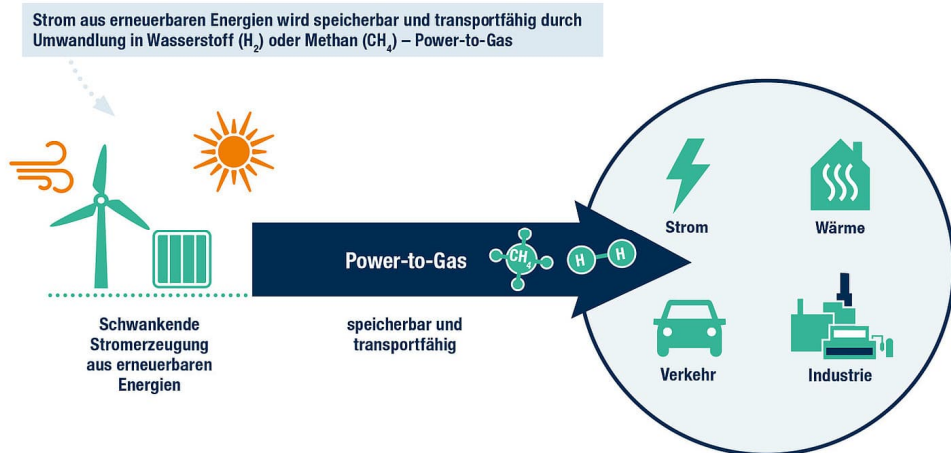 Strom aus erneuerbaren Energien wird speicherbar und transportfähig durch
Umwandlung in Wasserstoff (H₂) oder Methan (CH₄) – Power-to-Gas
Strom
Wärme
Power-to-Gas
CH₄
H H
Schwankende
Stromerzeugung
aus erneuerbaren
Energien
speicherbar und
transportfähig
Verkehr
Industrie